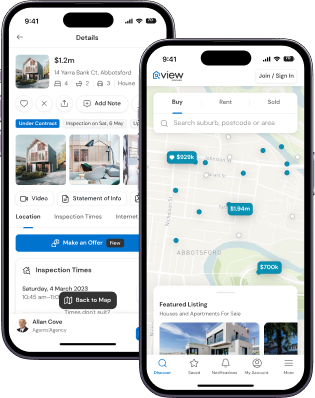 9:41
Details
$1.2m
14 Yarra Bank Ct, Abbotsford
4 2 3 House
Add Note
Under Contract Inspection on Sat, 6 May
Video Statement of Info
Location Inspection Times Internet
Make an Offer New
Inspection Times
Saturday, 4 March 2023
10:45 am
Back to Map
Times don't suit?
Allan Cove
Agent/Agency
9:41
view
Join / Sign In
Buy Rent Sold
Search suburb, postcode or area
$929k
$1.94m
ABBOTSFORD
$700k
Featured Listing
Houses and Apartments For Sale
Discover Saved Notifications My Account More